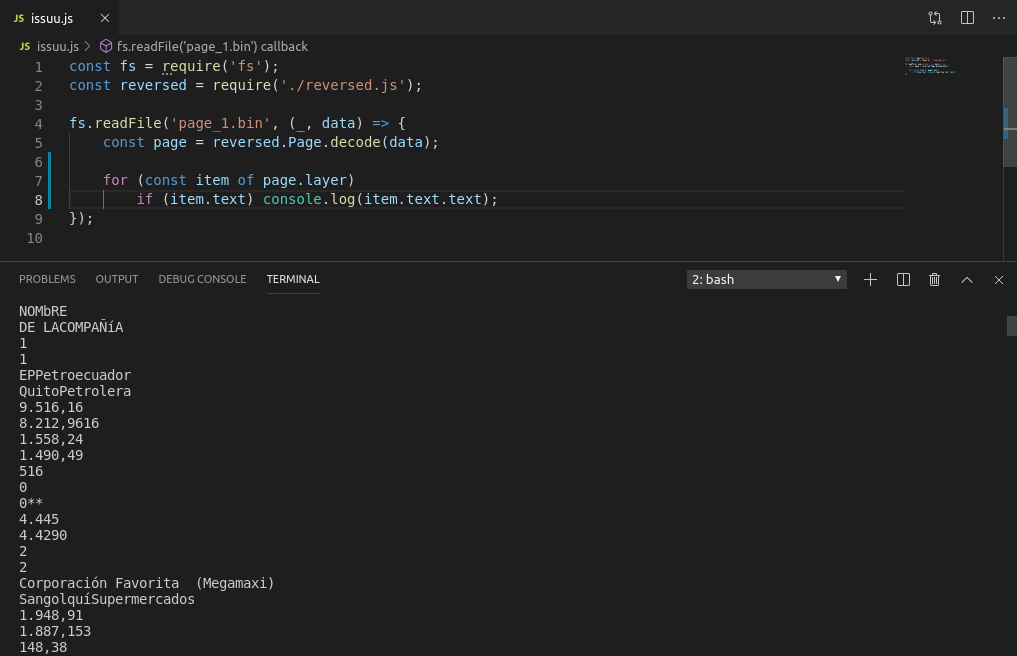 JS issuu.js
JS issuu.js > fs.readFile('page_1.bin') callback
1 const fs = require('fs');
2 const reversed = require('./reversed.js');
3
4 fs.readFile('page_1.bin', (_, data) => {
5 const page = reversed.Page.decode(data);
6
7 for (const item of page.layer)
8 if (item.text) console.log(item.text.text);
9 });
10
PROBLEMS OUTPUT DEBUG CONSOLE TERMINAL 2: bash
NOMbRE
DE LACOMPAÑíA
1
1
EPPetroecuador
QuitoPetrolera
9.516,16
8.212,9616
1.558,24
1.490,49
516
0
0**
4.445
4.4290
2
2
Corporación Favorita  (Megamaxi)
SangolquíSupermercados
1.948,91
1.887,153
148,38